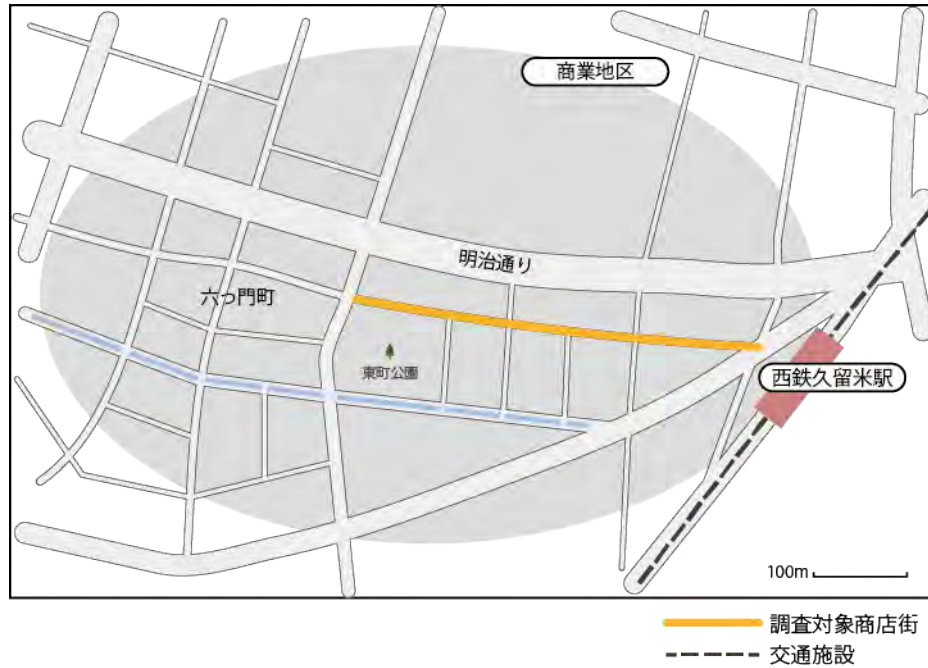 商業地区
明治通り
六っ門町
東町公園
西鉄久留米駅
100m
調査対象商店街
交通施設